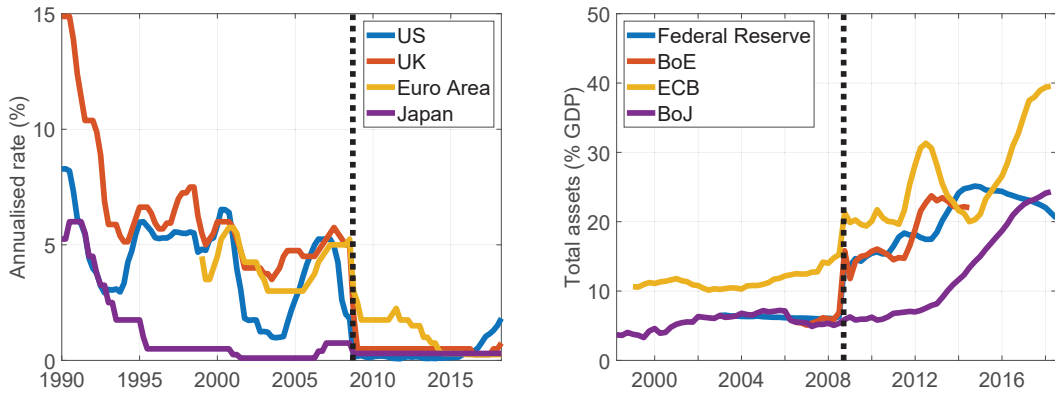 Annualised rate (%)
15
10
5
0
1990
1995
2000
2005
2010
2015
US
UK
Euro Area
Japan
Total assets (% GDP)
50
40
30
20
10
0
2000
2004
2008
2012
2016
Federal Reserve
BoE
ECB
BoJ